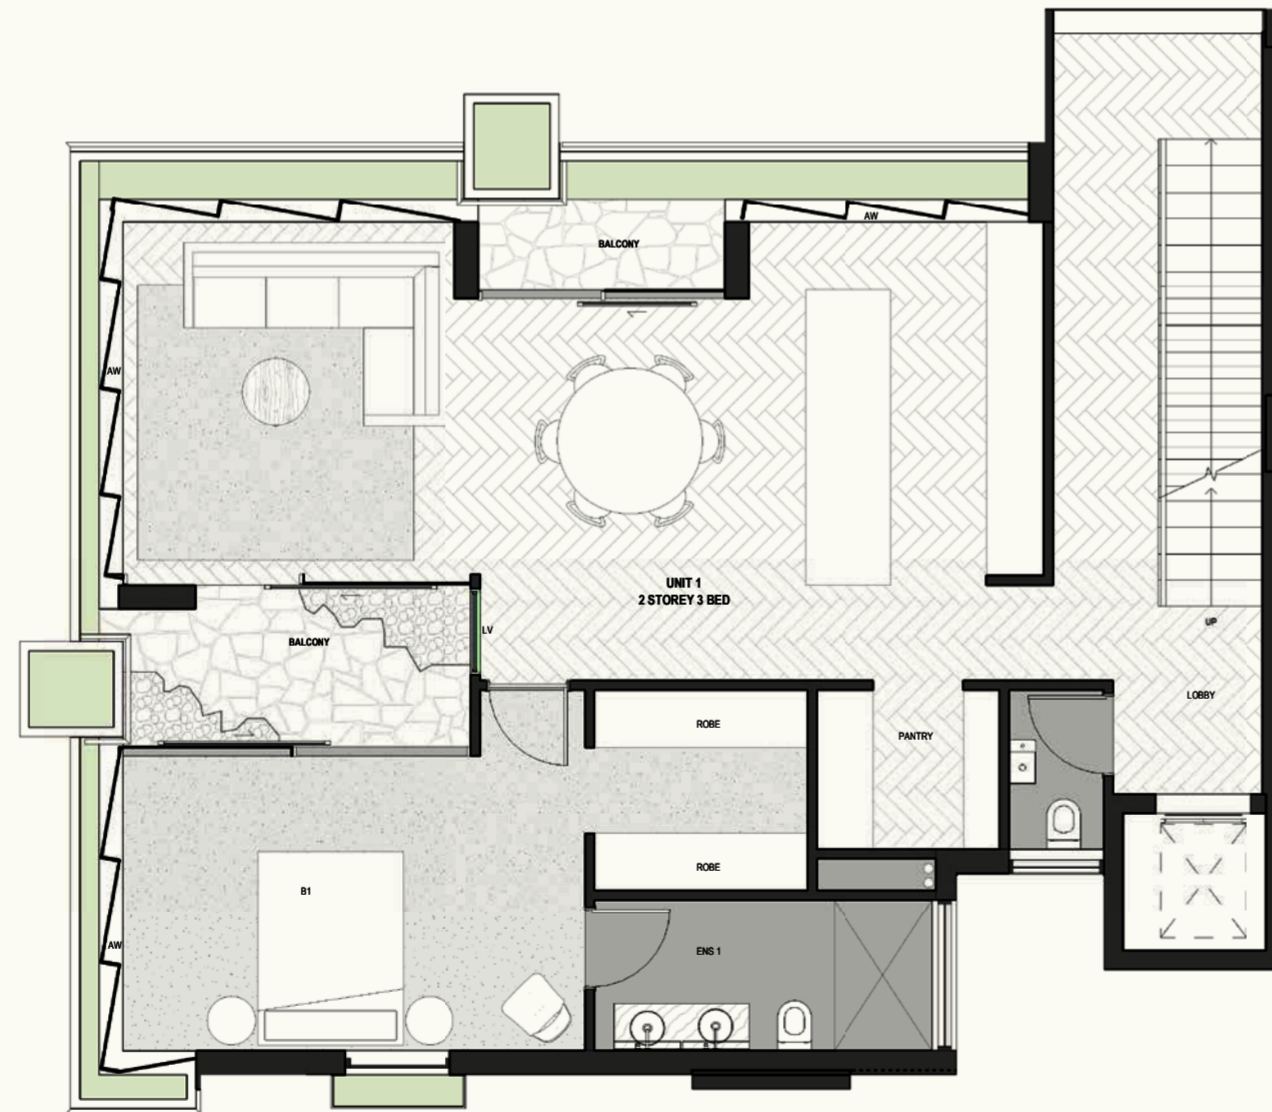 AW
BALCONY
AW
UNIT 1
2 STOREY 3 BED
UP
LV
BALCONY
LOBBY
ROBE
PANTRY
ROBE
B1
AW
ENS 1